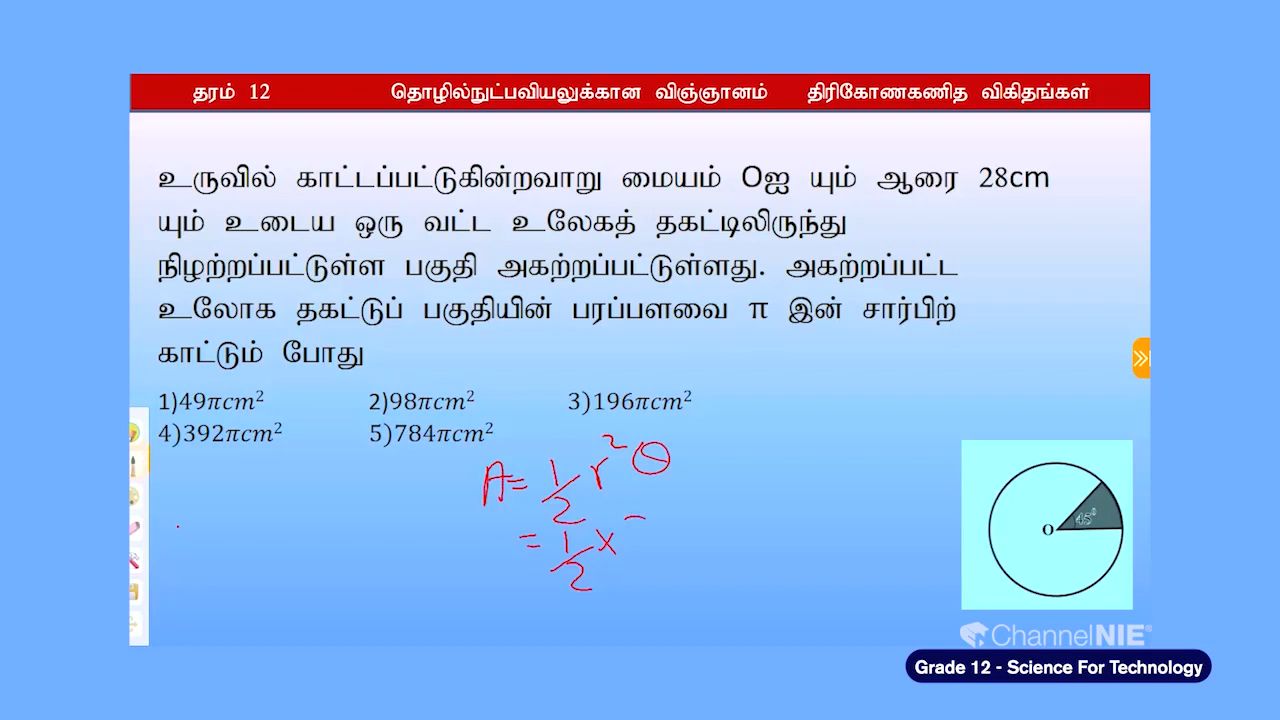 தரம் 12 தொழில்நுட்பவியலுக்கான விஞ்ஞானம் திரிகோணகணித விகிதங்கள்
உருவில் காட்டப்பட்டுகின்றவாறு மையம் Oஐ யும் ஆரை 28cm
யும் உடைய ஒரு வட்ட உலேகத் தகட்டிலிருந்து
நிழற்றப்பட்டுள்ள பகுதி அகற்றப்பட்டுள்ளது. அகற்றப்பட்ட
உலோக தகட்டுப் பகுதியின் பரப்பளவை π இன் சார்பிற்
காட்டும் போது
1)49πcm² 2)98πcm² 3)196πcm²
4)392πcm² 5)784πcm²
A= 1/2 r² θ
= 1/2 ×
O 45°
ChannelNIE®
Grade 12 - Science For Technology